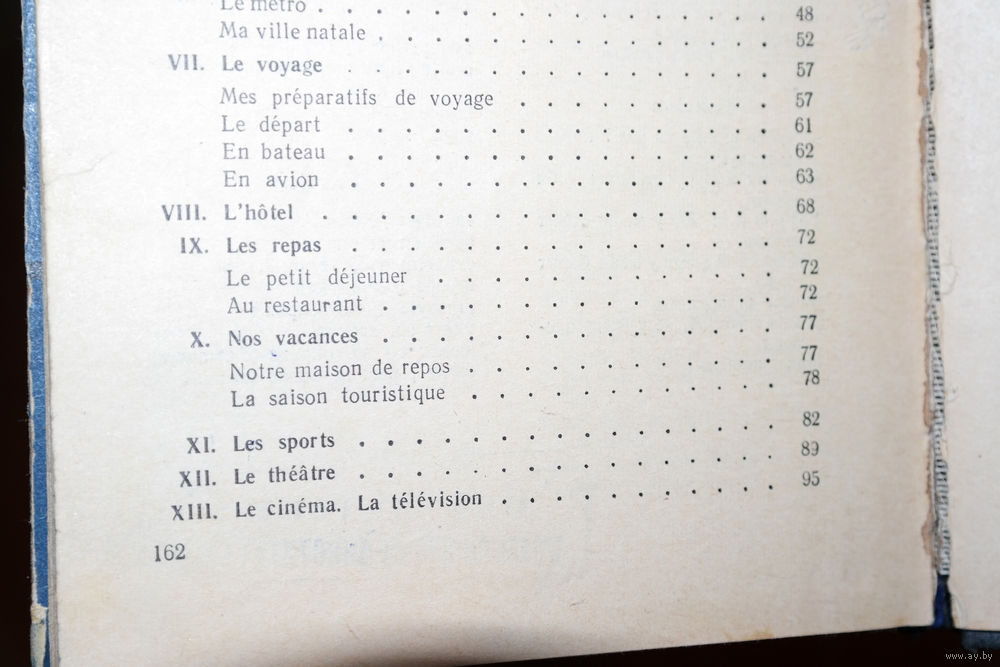 Le métro . . . . . . . . . . . . . . . . 48
Ma ville natale . . . . . . . . . . . . . . 52
VII. Le voyage . . . . . . . . . . . . . . . 57
Mes préparatifs de voyage . . . . . . . . . 57
Le départ . . . . . . . . . . . . . . . 61
En bateau . . . . . . . . . . . . . . . 62
En avion . . . . . . . . . . . . . . . 63
VIII. L'hôtel . . . . . . . . . . . . . . . . 68
IX. Les repas . . . . . . . . . . . . . . . 72
Le petit déjeuner . . . . . . . . . . . . 72
Au restaurant . . . . . . . . . . . . . . 72
X. Nos vacances . . . . . . . . . . . . . . 77
Notre maison de repos . . . . . . . . . . . 77
La saison touristique . . . . . . . . . . . 78
XI. Les sports . . . . . . . . . . . . . . . 82
XII. Le théâtre . . . . . . . . . . . . . . . 89
XIII. Le cinéma. La télévision . . . . . . . . . . 95
162
www.ay.by